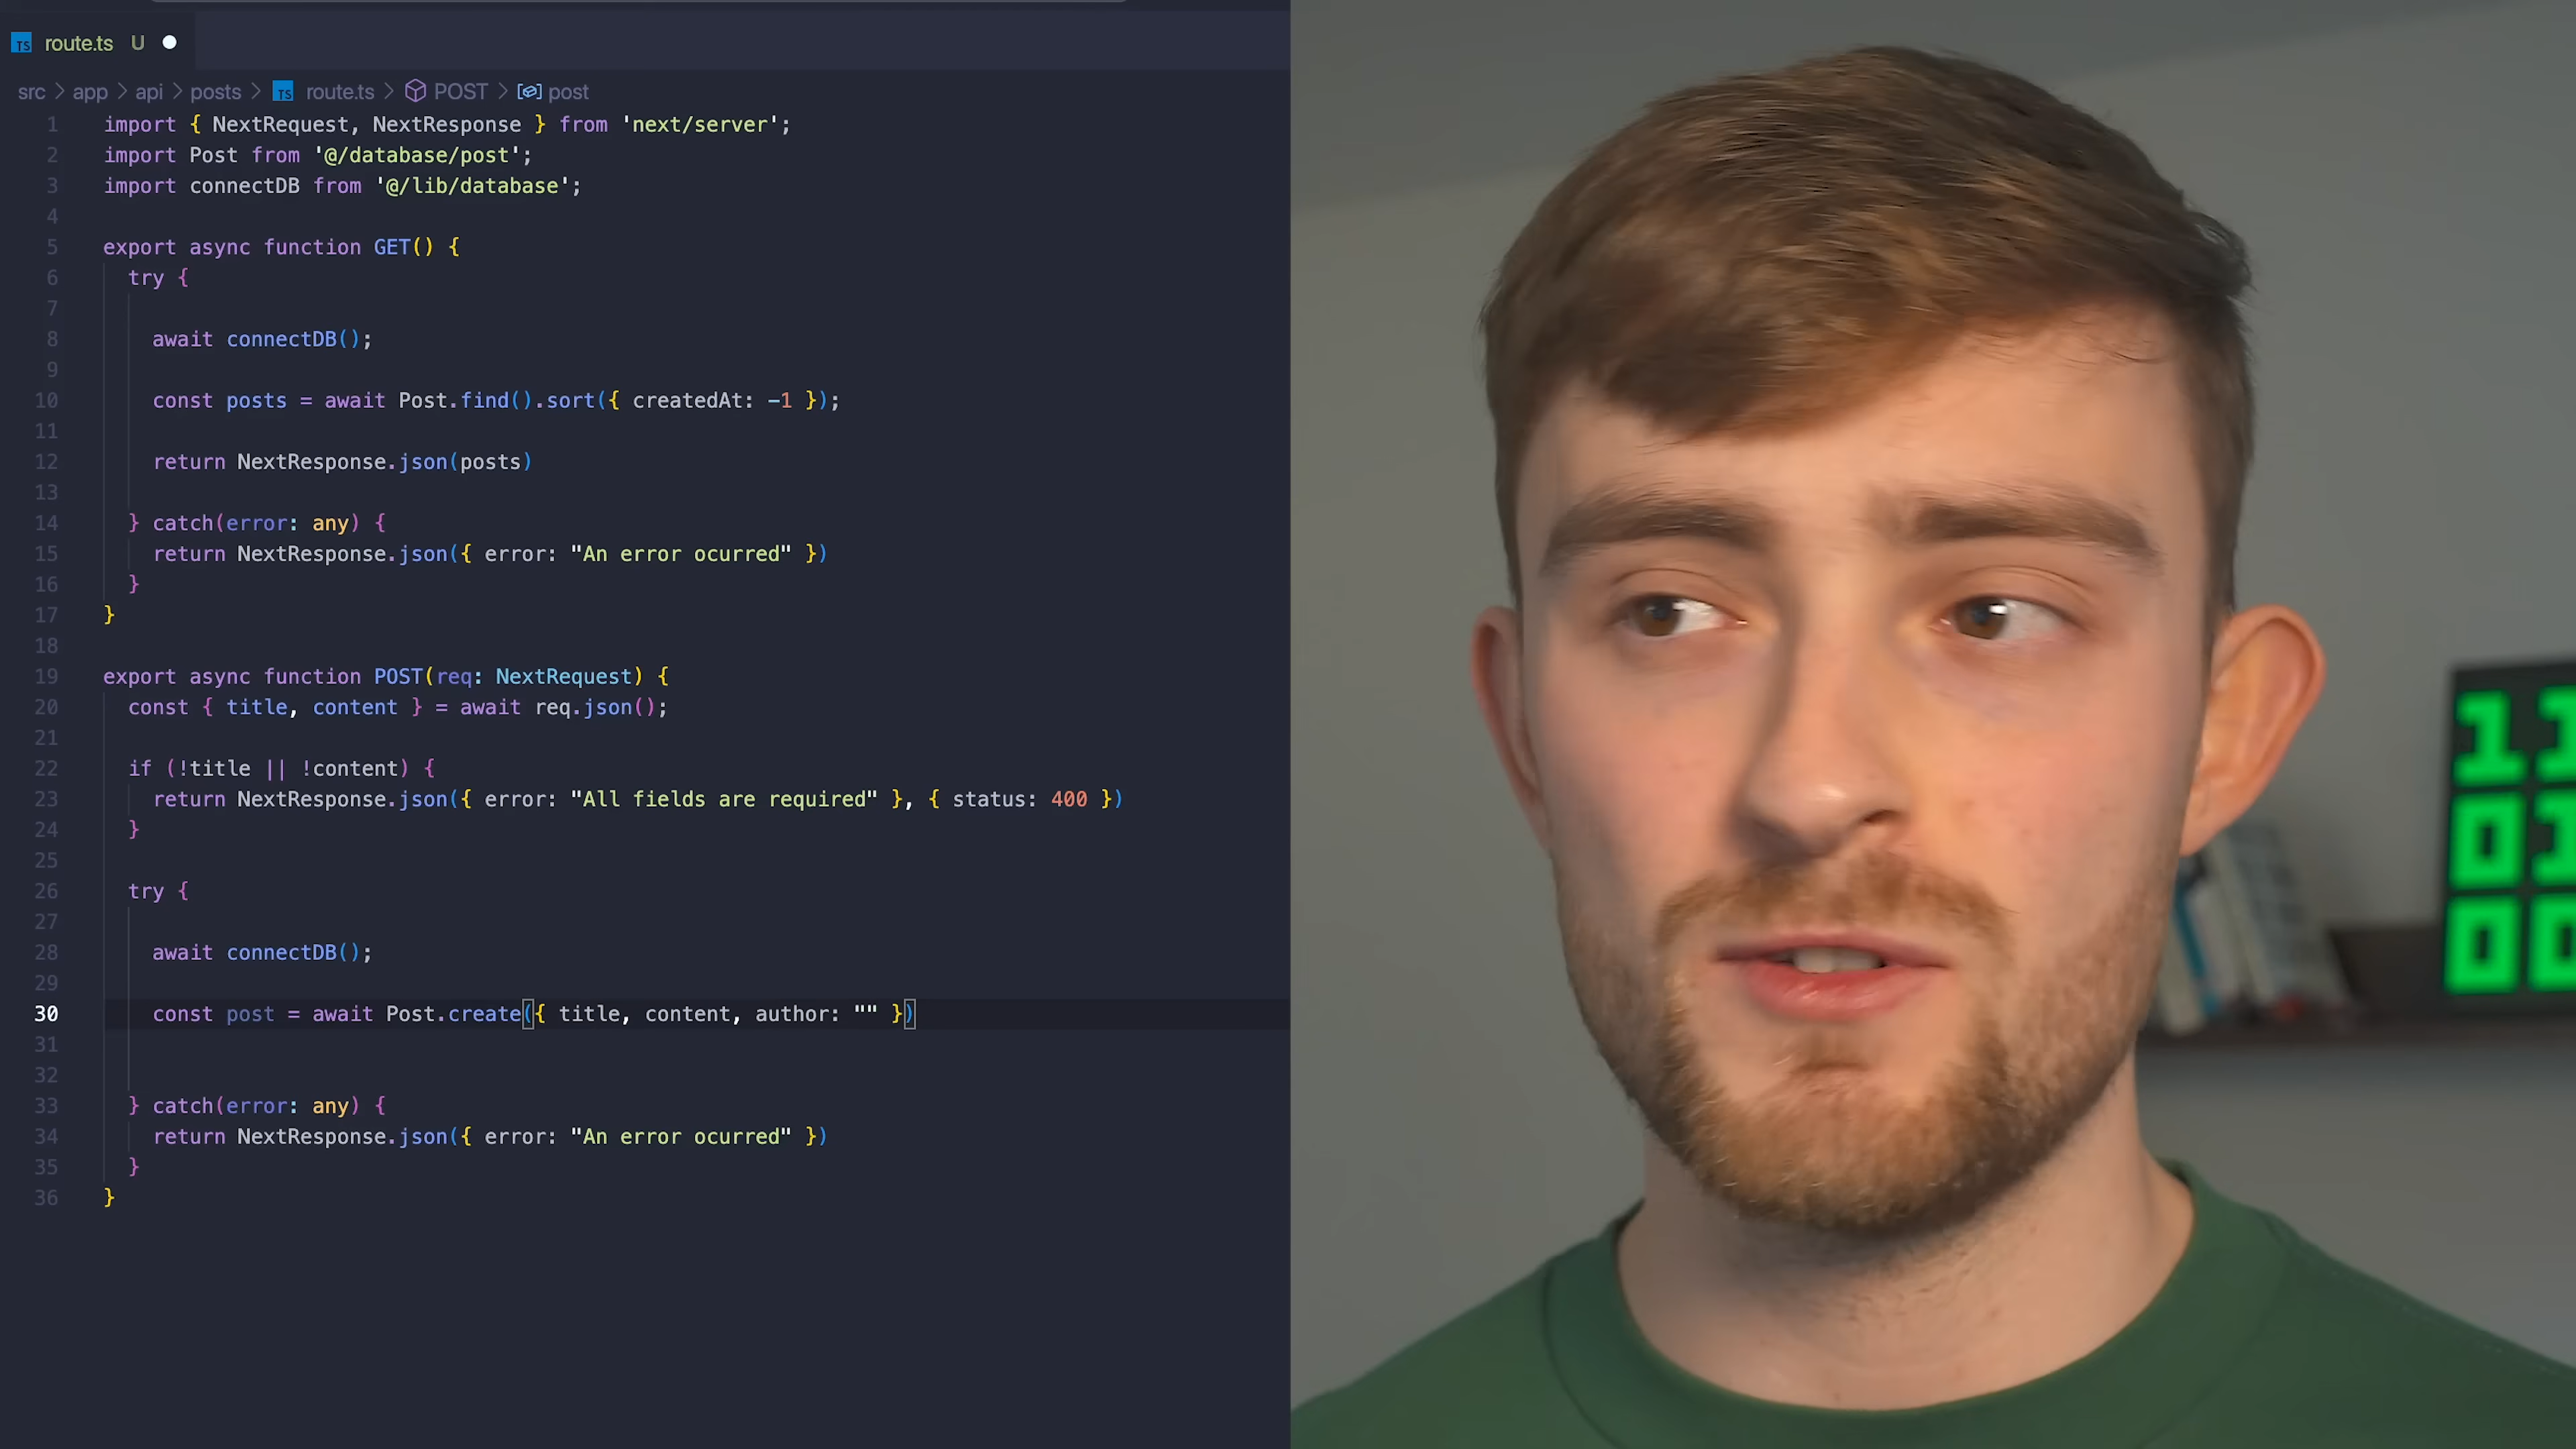 route.ts U
src > app > api > posts > TS route.ts > POST > post
1 import { NextRequest, NextResponse } from 'next/server';
2 import Post from '@/database/post';
3 import connectDB from '@/lib/database';
4
5 export async function GET() {
6 try {
7
8 await connectDB();
9
10 const posts = await Post.find().sort({ createdAt: -1 });
11
12 return NextResponse.json(posts)
13
14 } catch(error: any) {
15 return NextResponse.json({ error: "An error ocurred" })
16 }
17 }
18
19 export async function POST(req: NextRequest) {
20 const { title, content } = await req.json();
21
22 if (!title || !content) {
23 return NextResponse.json({ error: "All fields are required" }, { status: 400 })
24 }
25
26 try {
27
28 await connectDB();
29
30 const post = await Post.create({ title, content, author: "" })
31
32
33 } catch(error: any) {
34 return NextResponse.json({ error: "An error ocurred" })
35 }
36 }
11
01
00